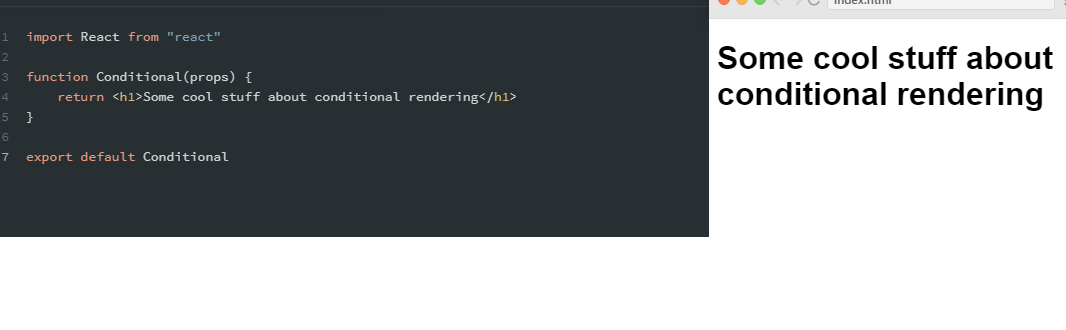 index.html
1 import React from "react"
2
3 function Conditional(props) {
4     return <h1>Some cool stuff about conditional rendering</h1>
5 }
6
7 export default Conditional
Some cool stuff about
conditional rendering